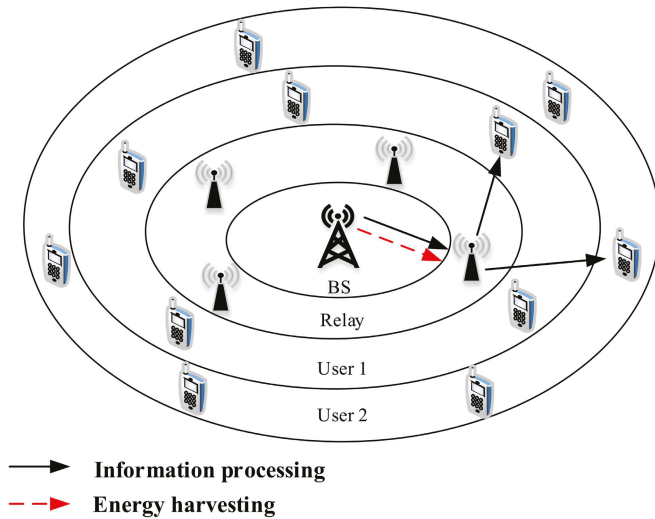 BS
Relay
User 1
User 2
Information processing
Energy harvesting